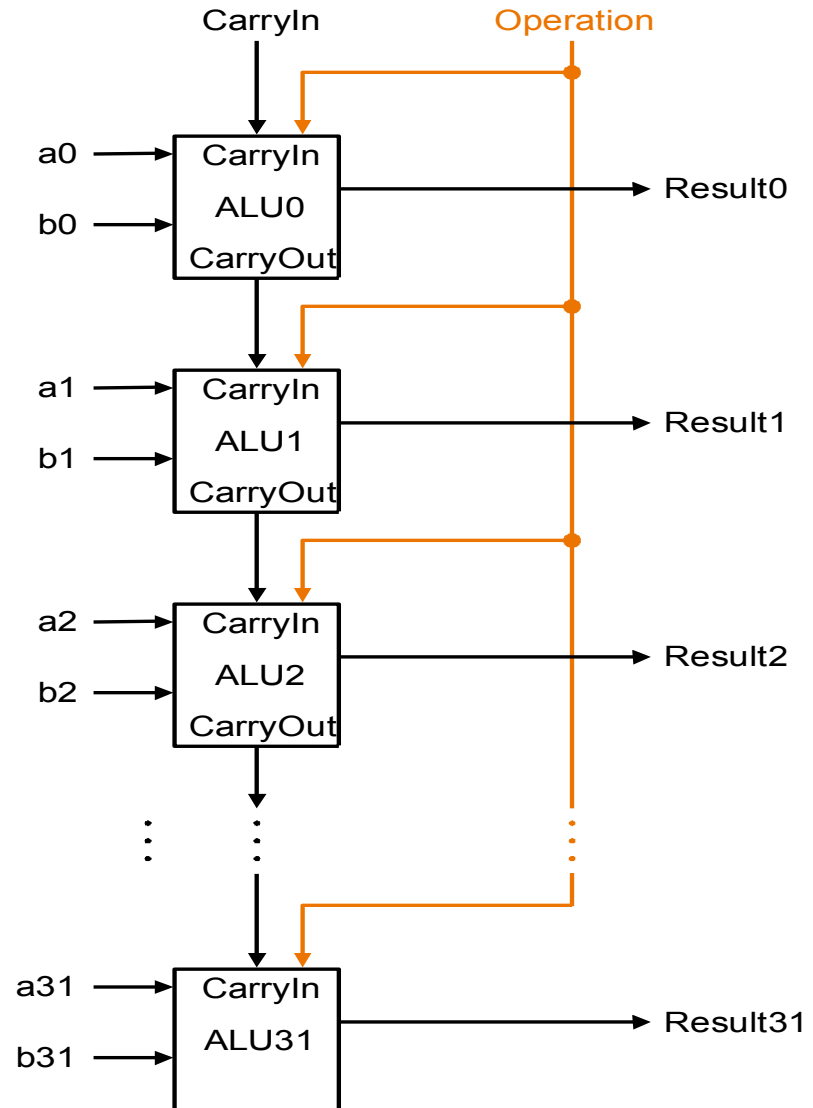 CarryIn Operation
a0 CarryIn
ALU0 Result0
b0
CarryOut
a1 CarryIn
ALU1 Result1
b1
CarryOut
a2 CarryIn
ALU2 Result2
b2
CarryOut
a31 CarryIn
ALU31 Result31
b31